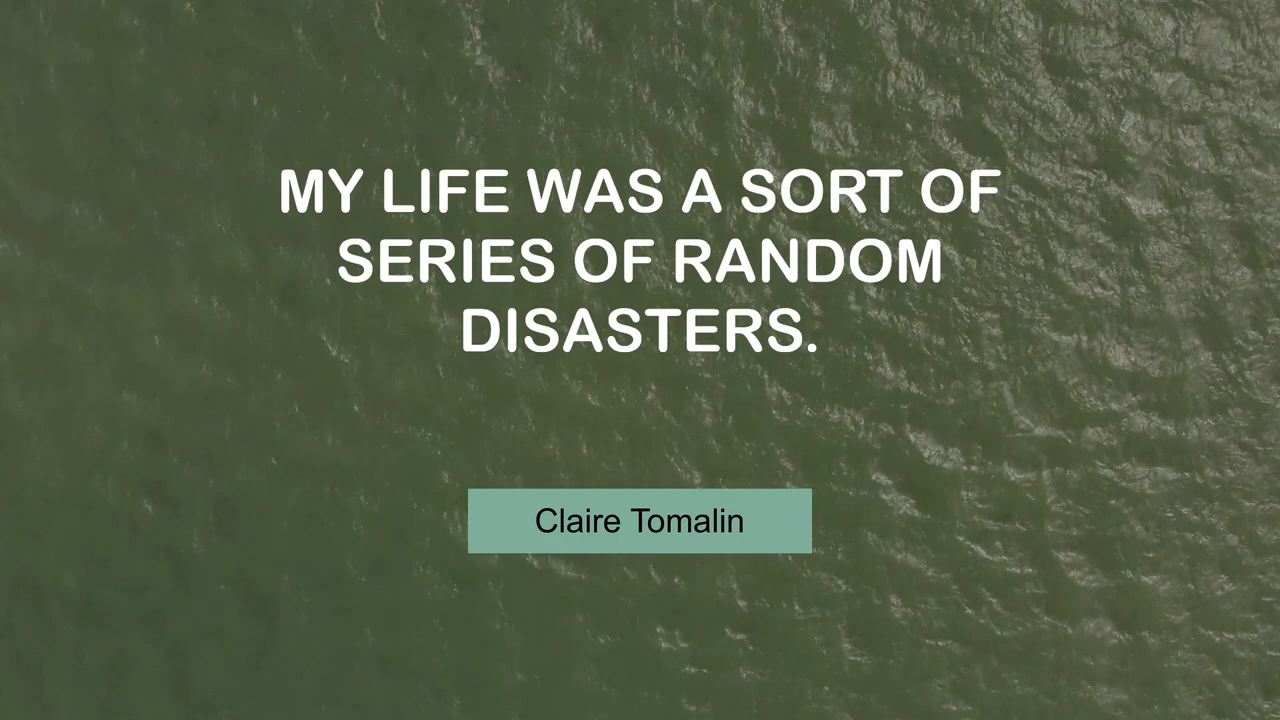 MY LIFE WAS A SORT OF
SERIES OF RANDOM
DISASTERS.
Claire Tomalin